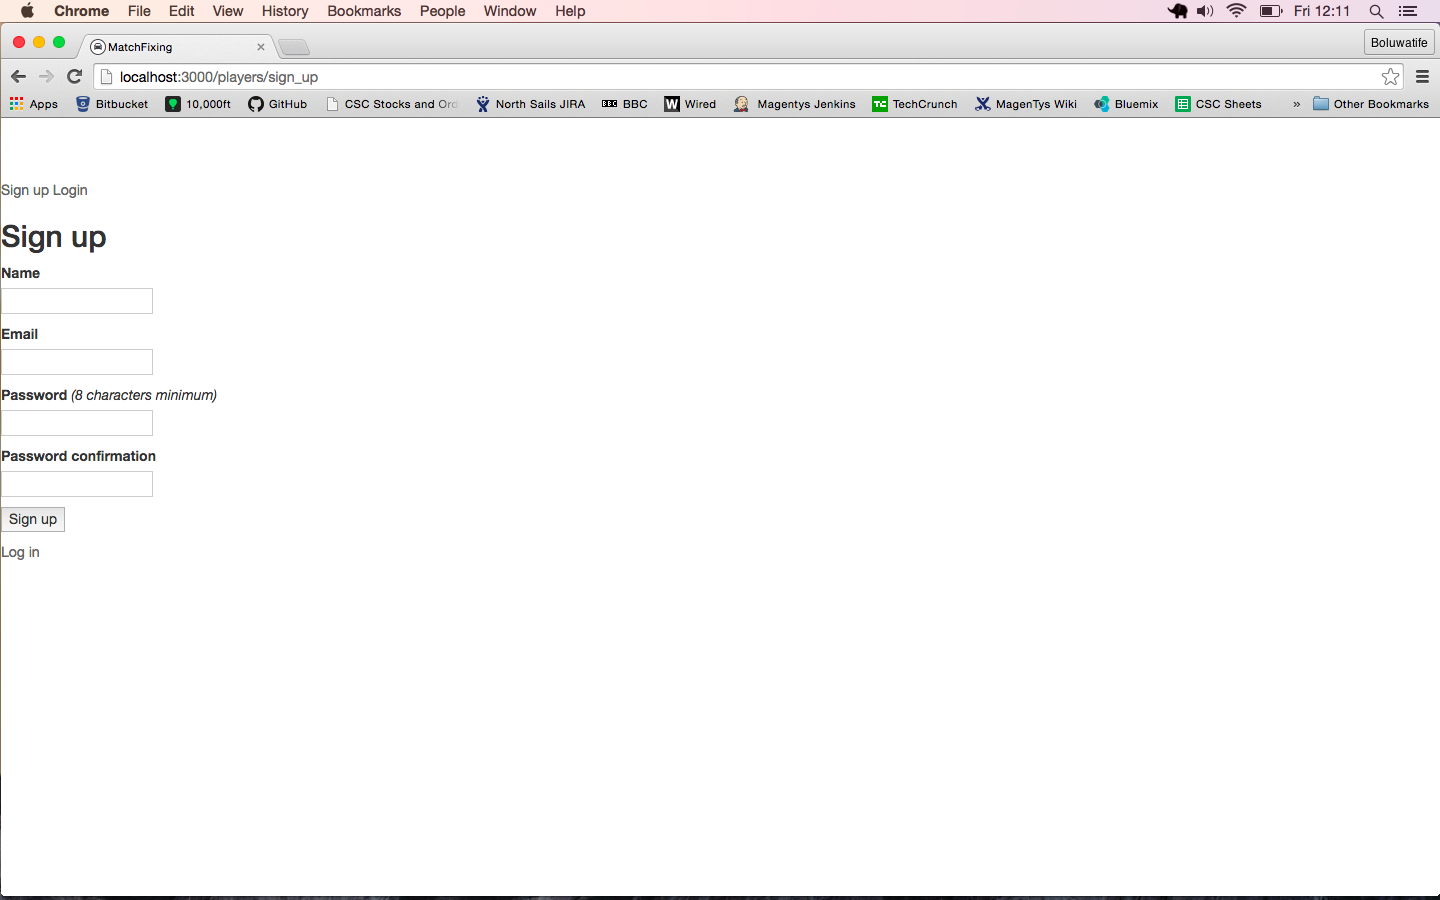 Chrome File Edit View History Bookmarks People Window Help Fri 12:11
MatchFixing Boluwatife
localhost:3000/players/sign_up
Apps Bitbucket 10,000ft GitHub CSC Stocks and Ord North Sails JIRA BBC BBC W Wired Magentys Jenkins TC TechCrunch MagenTys Wiki Bluemix CSC Sheets » Other Bookmarks
Sign up Login
Sign up
Name
Email
Password (8 characters minimum)
Password confirmation
Sign up
Log in